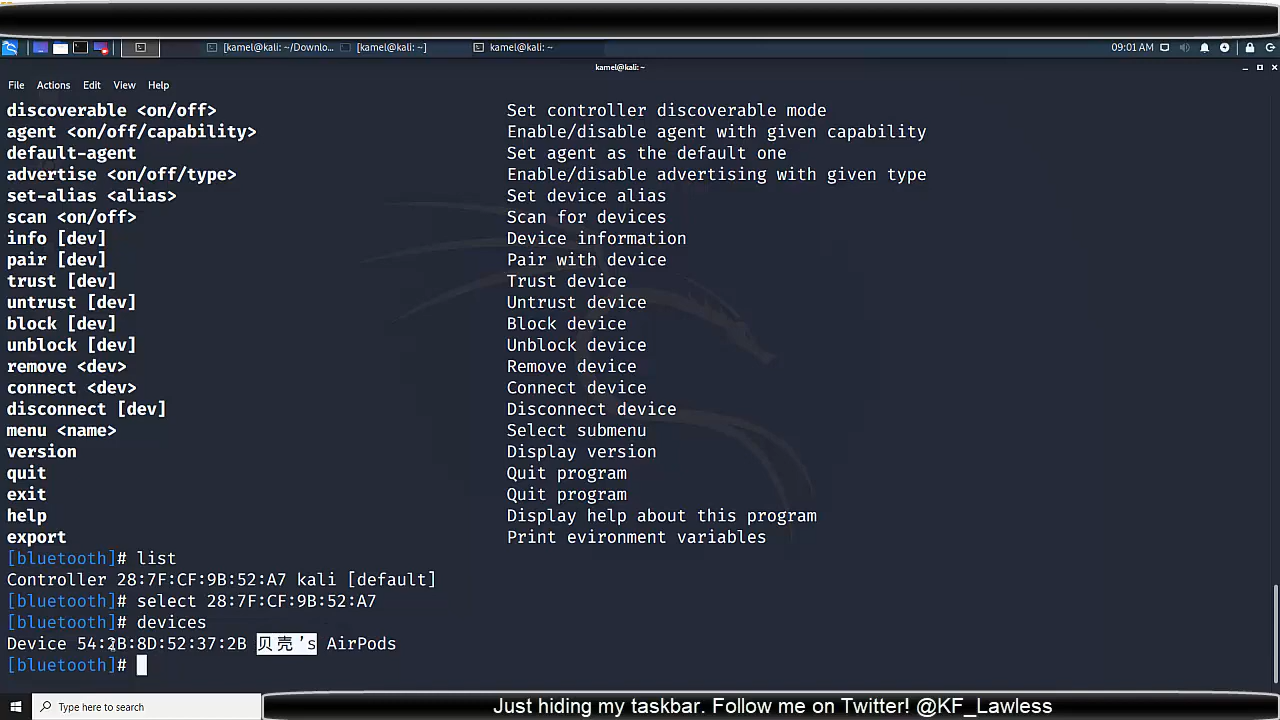 [kamel@kali: ~/Downlo...
[kamel@kali: ~]
kamel@kali: ~
09:01 AM
kamel@kali: ~
File Actions Edit View Help
discoverable <on/off> Set controller discoverable mode
agent <on/off/capability> Enable/disable agent with given capability
default-agent Set agent as the default one
advertise <on/off/type> Enable/disable advertising with given type
set-alias <alias> Set device alias
scan <on/off> Scan for devices
info [dev] Device information
pair [dev] Pair with device
trust [dev] Trust device
untrust [dev] Untrust device
block [dev] Block device
unblock [dev] Unblock device
remove <dev> Remove device
connect <dev> Connect device
disconnect [dev] Disconnect device
menu <name> Select submenu
version Display version
quit Quit program
exit Quit program
help Display help about this program
export Print evironment variables
[bluetooth]# list
Controller 28:7F:CF:9B:52:A7 kali [default]
[bluetooth]# select 28:7F:CF:9B:52:A7
[bluetooth]# devices
Device 54:2B:8D:52:37:2B 贝壳's AirPods
[bluetooth]#
Type here to search
Just hiding my taskbar. Follow me on Twitter! @KF_Lawless